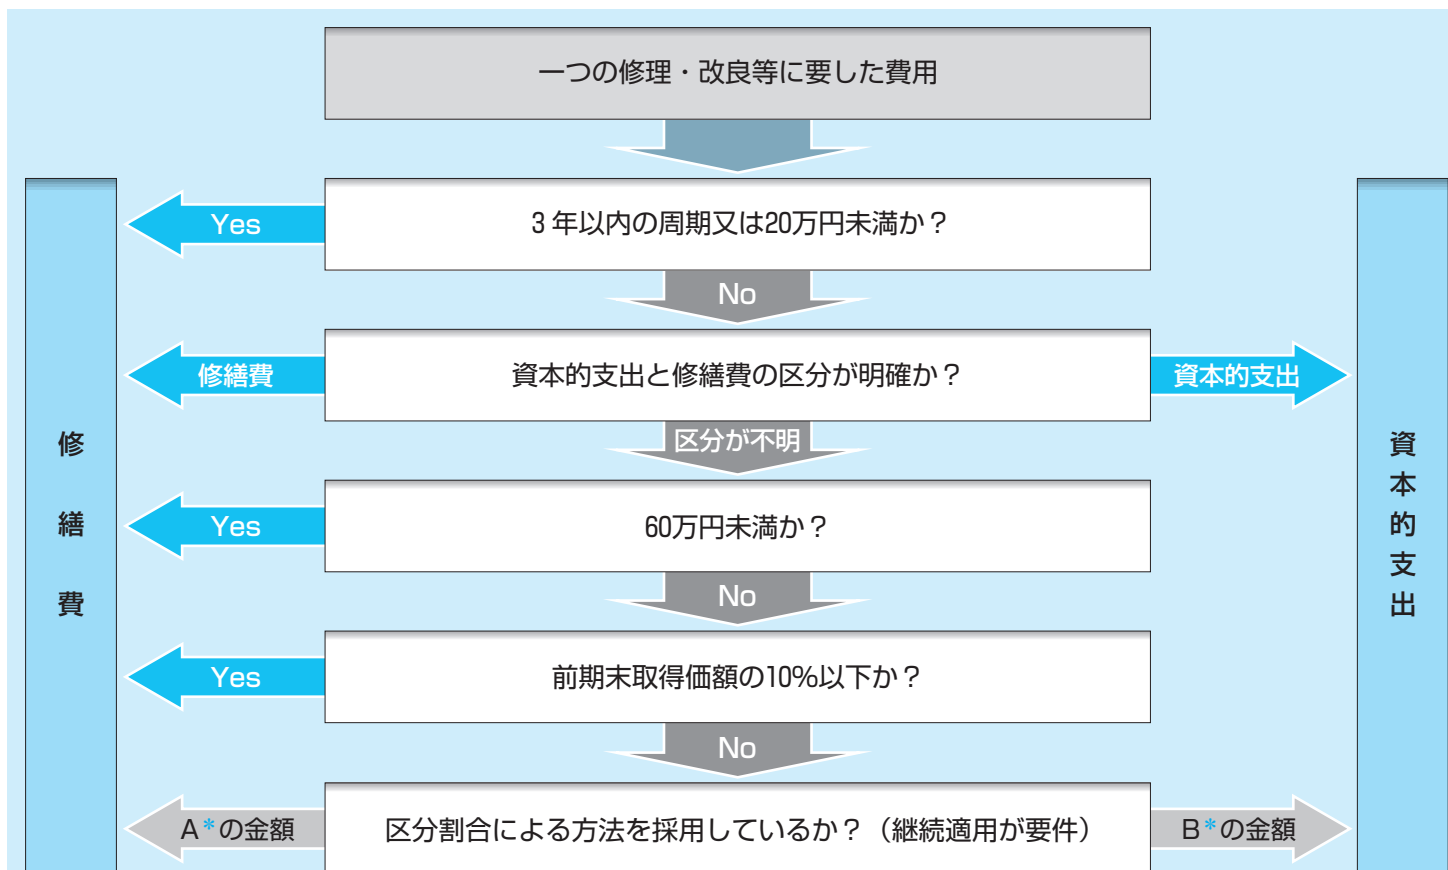 一つの修理・改良等に要した費用
Yes
3年以内の周期又は20万円未満か？
No
修繕費
資本的支出と修繕費の区分が明確か？
資本的支出
区分が不明
Yes
60万円未満か？
No
Yes
前期末取得価額の10％以下か？
No
A＊の金額
区分割合による方法を採用しているか？（継続適用が要件）
B＊の金額
修繕費
資本的支出